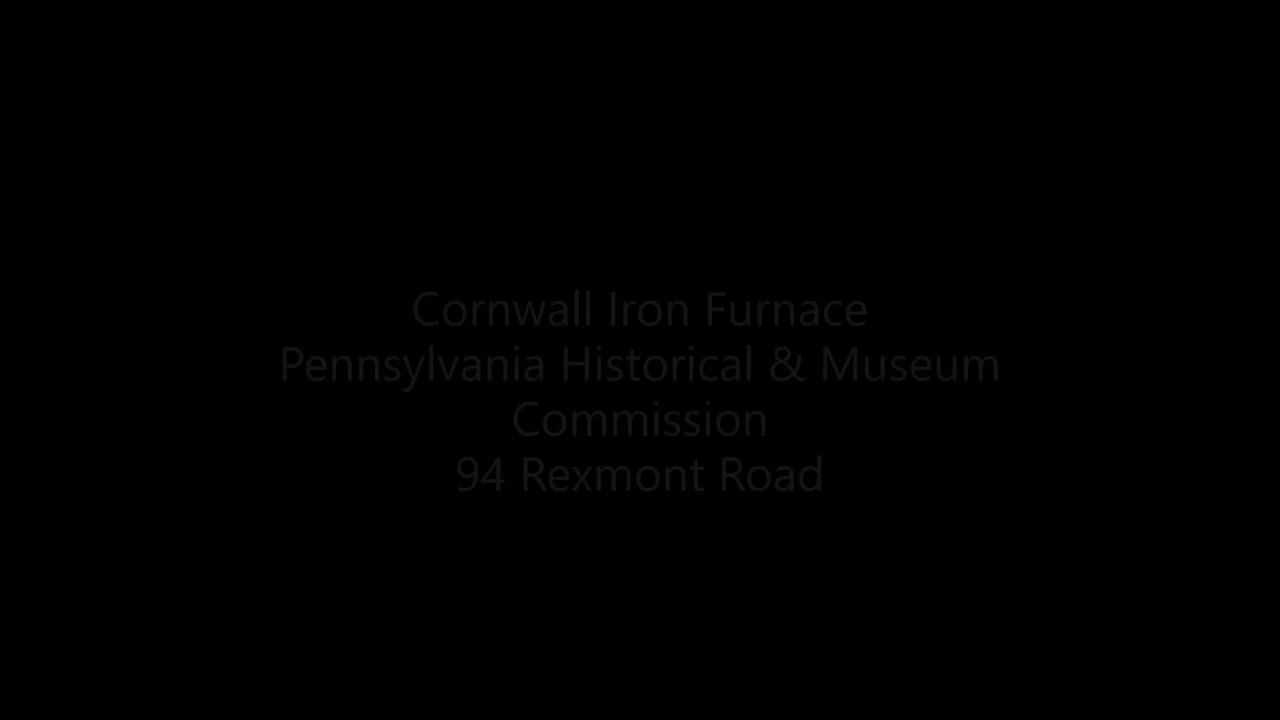 Cornwall Iron Furnace
Pennsylvania Historical & Museum
Commission
94 Rexmont Road